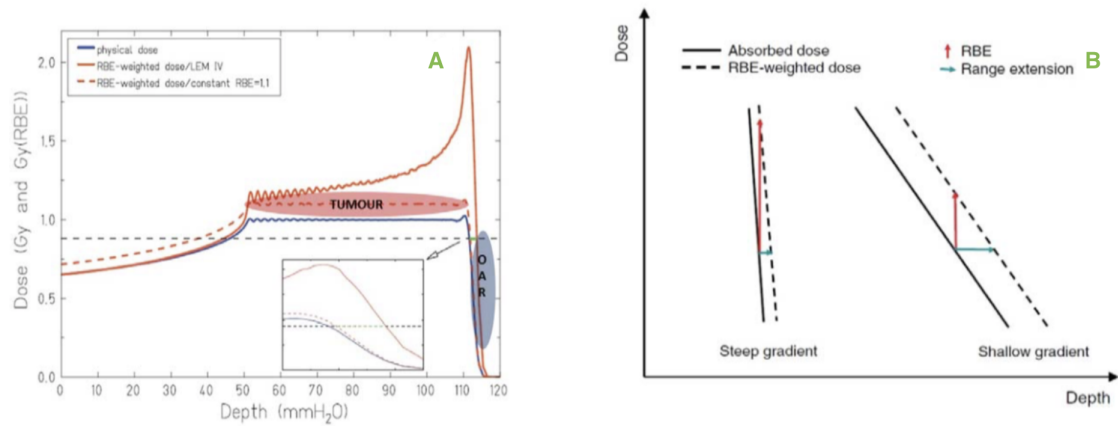 A
physical dose
RBE-weighted dose/LEM IV
RBE-weighted dose/constant RBE=1.1
Dose (Gy and Gy(RBE))
2.0
1.5
1.0
0.5
0.0
TUMOUR
O
A
R
0 10 20 30 40 50 60 70 80 90 100 110 120
Depth (mmH₂O)
B
Dose
Absorbed dose
RBE-weighted dose
RBE
Range extension
Steep gradient
Shallow gradient
Depth